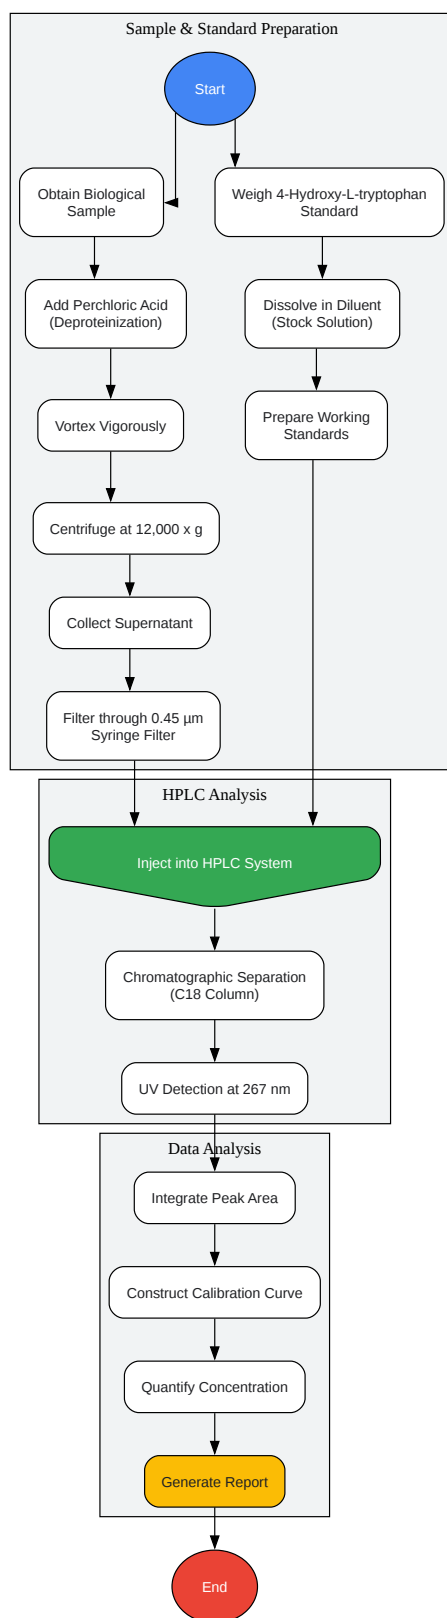 Sample & Standard Preparation
Start
Obtain Biological
Sample
Weigh 4-Hydroxy-L-tryptophan
Standard
Add Perchloric Acid
(Deproteinization)
Dissolve in Diluent
(Stock Solution)
Vortex Vigorously
Prepare Working
Standards
Centrifuge at 12,000 x g
Collect Supernatant
Filter through 0.45 µm
Syringe Filter
HPLC Analysis
Inject into HPLC System
Chromatographic Separation
(C18 Column)
UV Detection at 267 nm
Data Analysis
Integrate Peak Area
Construct Calibration Curve
Quantify Concentration
Generate Report
End